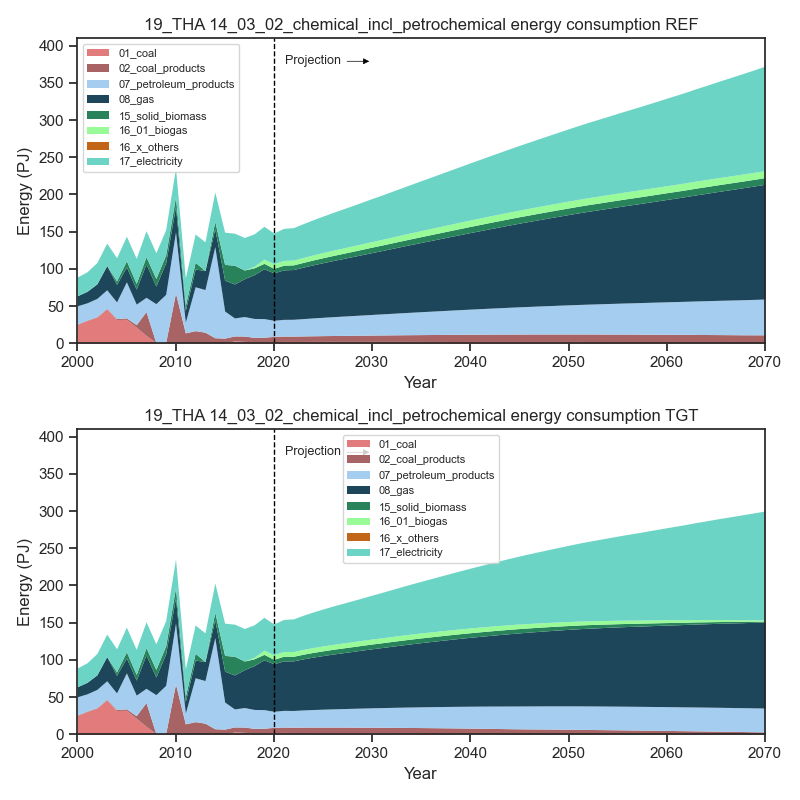 19_THA 14_03_02_chemical_incl_petrochemical energy consumption REF
400
350
300
250
200
150
100
50
0
Energy (PJ)
01_coal
02_coal_products
07_petroleum_products
08_gas
15_solid_biomass
16_01_biogas
16_x_others
17_electricity
Projection
2000 2010 2020 2030 2040 2050 2060 2070
Year
19_THA 14_03_02_chemical_incl_petrochemical energy consumption TGT
400
350
300
250
200
150
100
50
0
Energy (PJ)
Projection
01_coal
02_coal_products
07_petroleum_products
08_gas
15_solid_biomass
16_01_biogas
16_x_others
17_electricity
2000 2010 2020 2030 2040 2050 2060 2070
Year